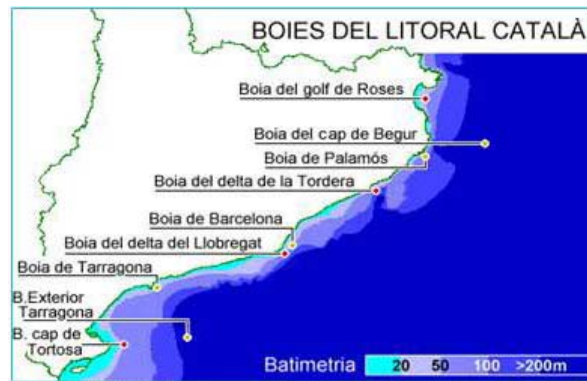 BOIES DEL LITORAL CATALÀ
Boia del golf de Roses
Boia del cap de Begur
Boia de Palamós
Boia del delta de la Tordera
Boia de Barcelona
Boia del delta del Llobregat
Boia de Tarragona
B.Exterior
Tarragona
B. cap de
Tortosa
Batimetria 20 50 100 >200m